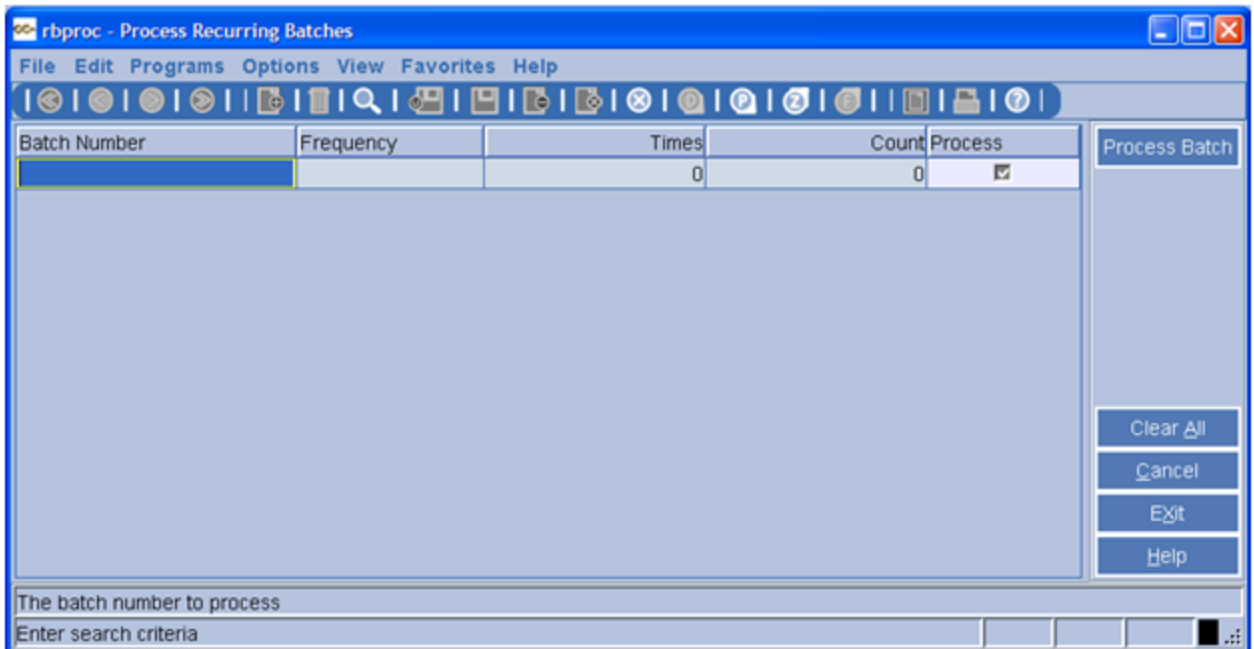 rbproc - Process Recurring Batches
File Edit Programs Options View Favorites Help
Batch Number Frequency Times Count Process
0 0
Process Batch
Clear All
Cancel
EXit
Help
The batch number to process
Enter search criteria